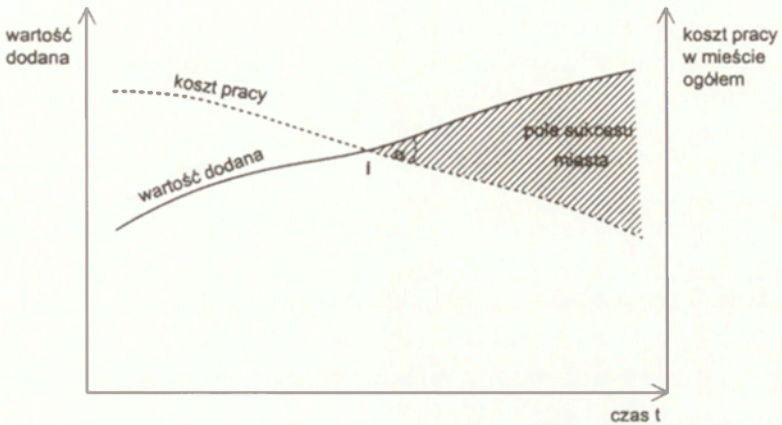 wartość
dodana
koszt pracy
w mieście
ogółem
koszt pracy
wartość dodana
I
α
pole sukcesu
miasta
czas t